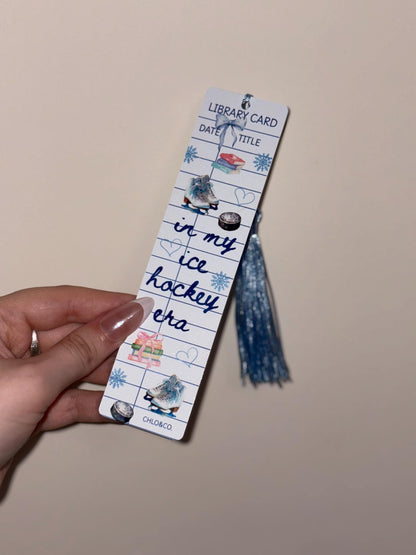 LIBRARY CARD
DATE TITLE
in my
ice
hockey
era
CHLO&CO.